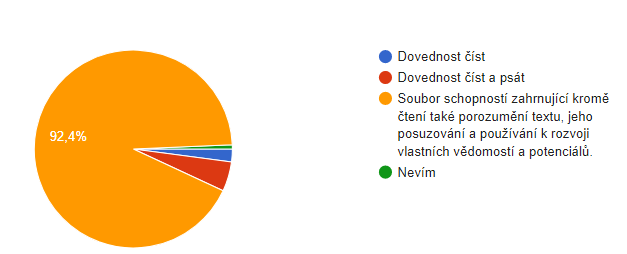 92,4%
Dovednost číst
Dovednost číst a psát
Soubor schopností zahrnující kromě
čtení také porozumění textu, jeho
posuzování a používání k rozvoji
vlastních vědomostí a potenciálů.
Nevím